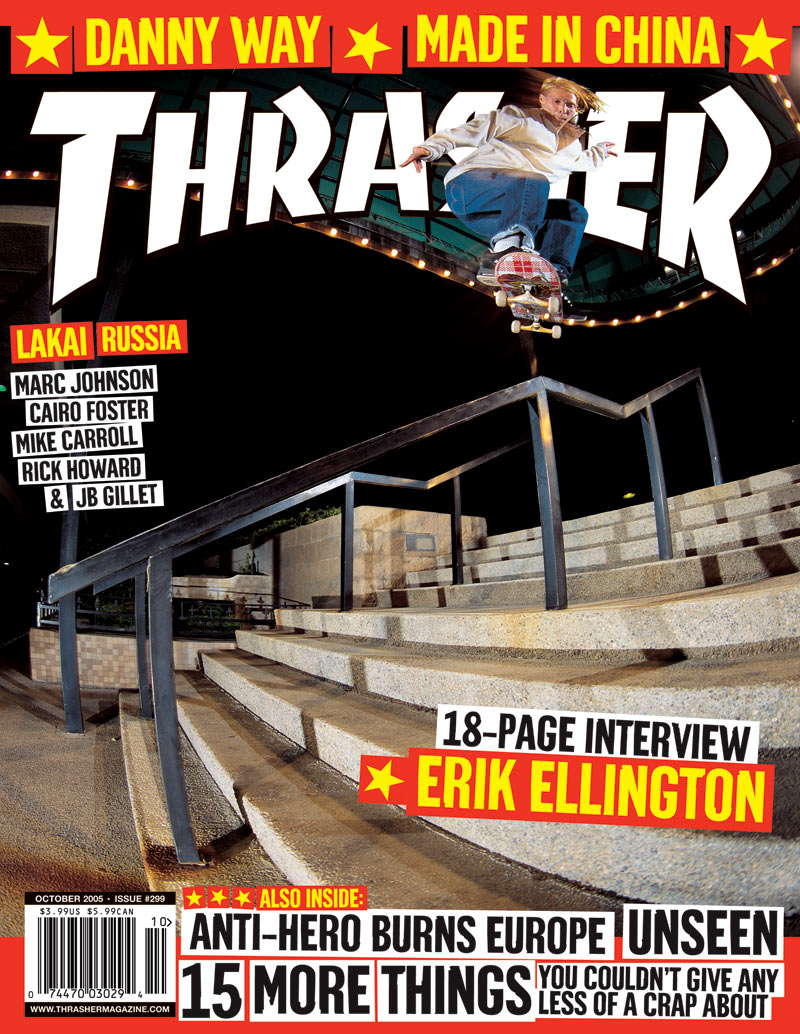 DANNY WAY ★ MADE IN CHINA
THRASHER
LAKAI RUSSIA
MARC JOHNSON
CAIRO FOSTER
MIKE CARROLL
RICK HOWARD
& JB GILLET
18-PAGE INTERVIEW
ERIK ELLINGTON
OCTOBER 2005 • ISSUE #299
$3.99US $5.99CAN
10>
0 74470 03029 4
WWW.THRASHERMAGAZINE.COM
ALSO INSIDE:
ANTI-HERO BURNS EUROPE UNSEEN
15 MORE THINGS YOU COULDN'T GIVE ANY
LESS OF A CRAP ABOUT